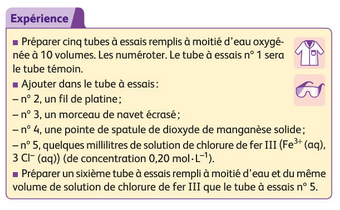 Expérience
■ Préparer cinq tubes à essais remplis à moitié d'eau oxygé-
née à 10 volumes. Les numéroter. Le tube à essais n° 1 sera
le tube témoin.
■ Ajouter dans le tube à essais :
– n° 2, un fil de platine ;
– n° 3, un morceau de navet écrasé ;
– n° 4, une pointe de spatule de dioxyde de manganèse solide ;
– n° 5, quelques millilitres de solution de chlorure de fer III (Fe³⁺ (aq),
3 Cl⁻ (aq)) (de concentration 0,20 mol·L⁻¹).
■ Préparer un sixième tube à essais rempli à moitié d'eau et du même
volume de solution de chlorure de fer III que le tube à essais n° 5.